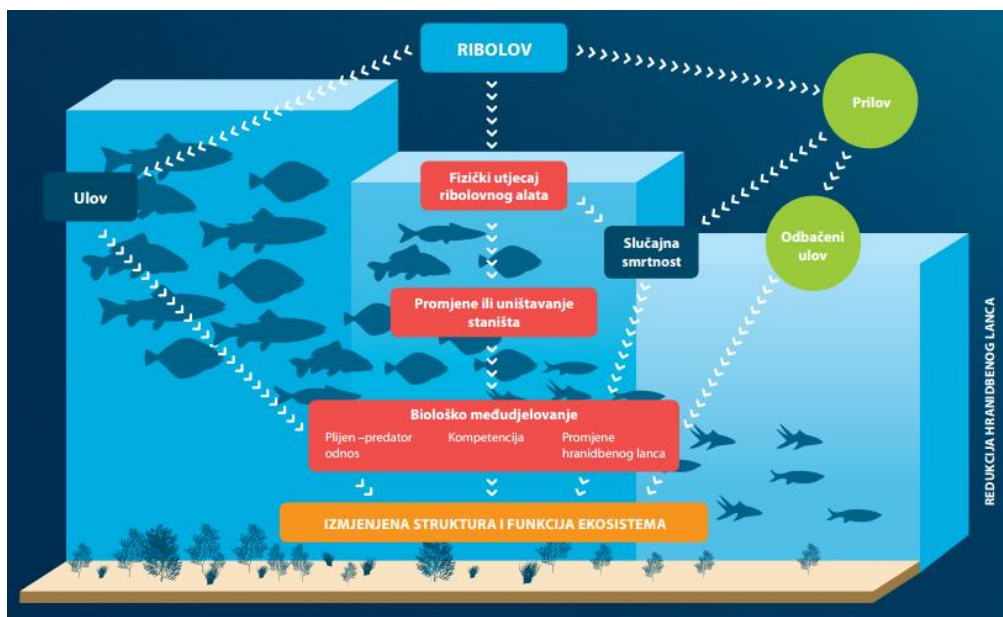 RIBOLOV
Prilov
Fizički utjecaj
ribolovnog alata
Ulov
Slučajna
smrtnost
Odbačeni
ulov
Promjene ili uništavanje
staništa
Biološko međudjelovanje
Plijen –predator
odnos
Kompetencija
Promjene
hranidbenog lanca
IZMJENJENA STRUKTURA I FUNKCIJA EKOSISTEMA
REDUKCIJA HRANIDBENOG LANCA